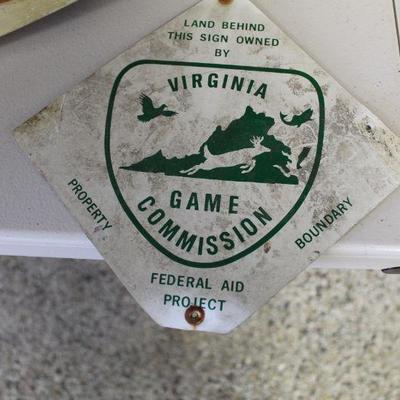 LAND BEHIND
THIS SIGN OWNED
BY
VIRGINIA
GAME
COMMISSION
PROPERTY
BOUNDARY
FEDERAL AID
PROJECT